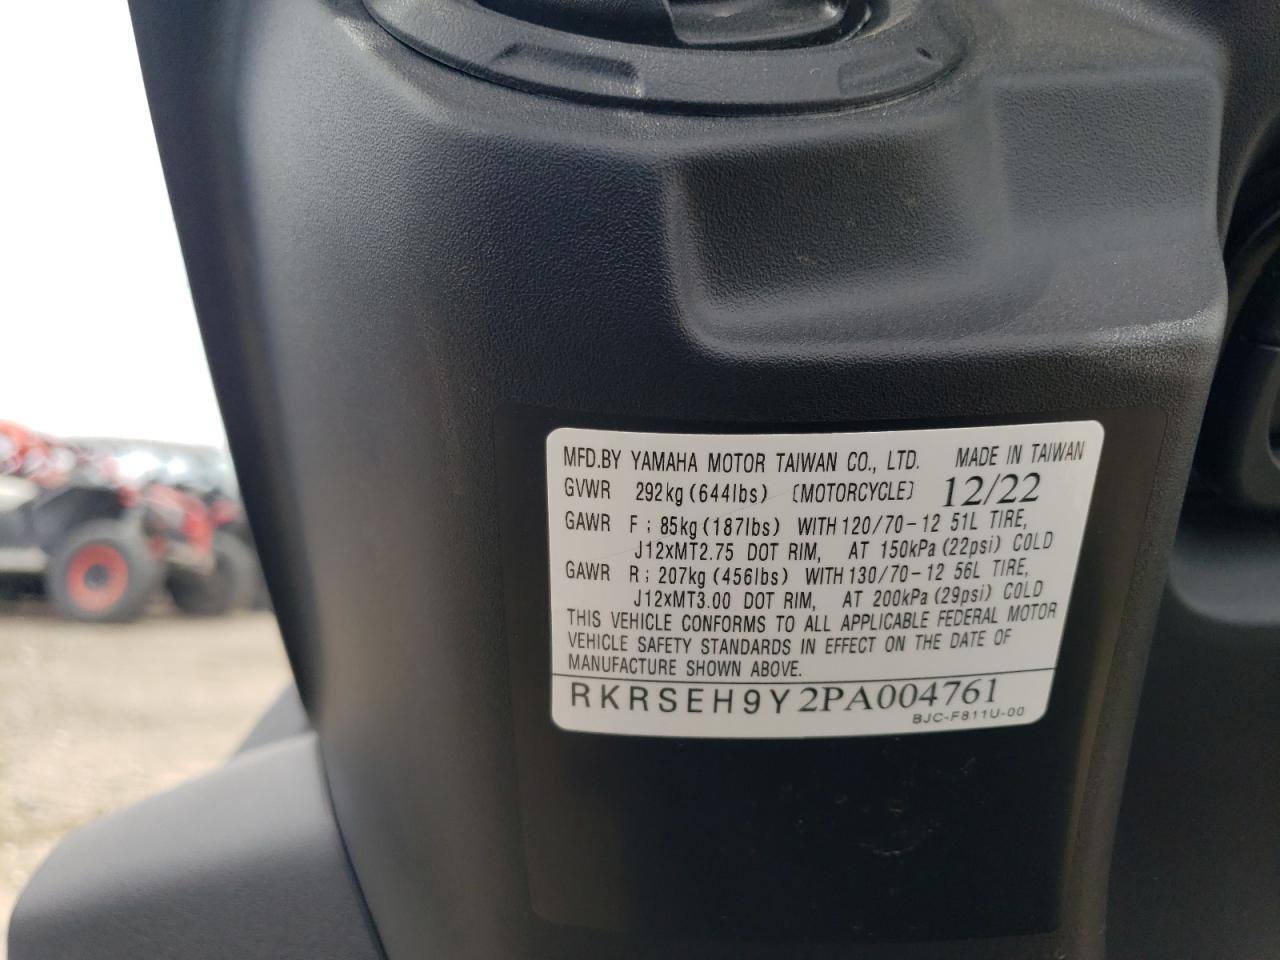 MFD.BY YAMAHA MOTOR TAIWAN CO., LTD. MADE IN TAIWAN
GVWR 292kg(644lbs) (MOTORCYCLE) 12/22
GAWR F; 85kg(187lbs) WITH 120/70-12 51L TIRE,
J12xMT2.75 DOT RIM, AT 150kPa(22psi) COLD
GAWR R; 207kg(456lbs) WITH 130/70-12 56L TIRE,
J12xMT3.00 DOT RIM, AT 200kPa(29psi) COLD
THIS VEHICLE CONFORMS TO ALL APPLICABLE FEDERAL MOTOR
VEHICLE SAFETY STANDARDS IN EFFECT ON THE DATE OF
MANUFACTURE SHOWN ABOVE.
RKRSEH9Y2PA004761
BJC-F811U-00